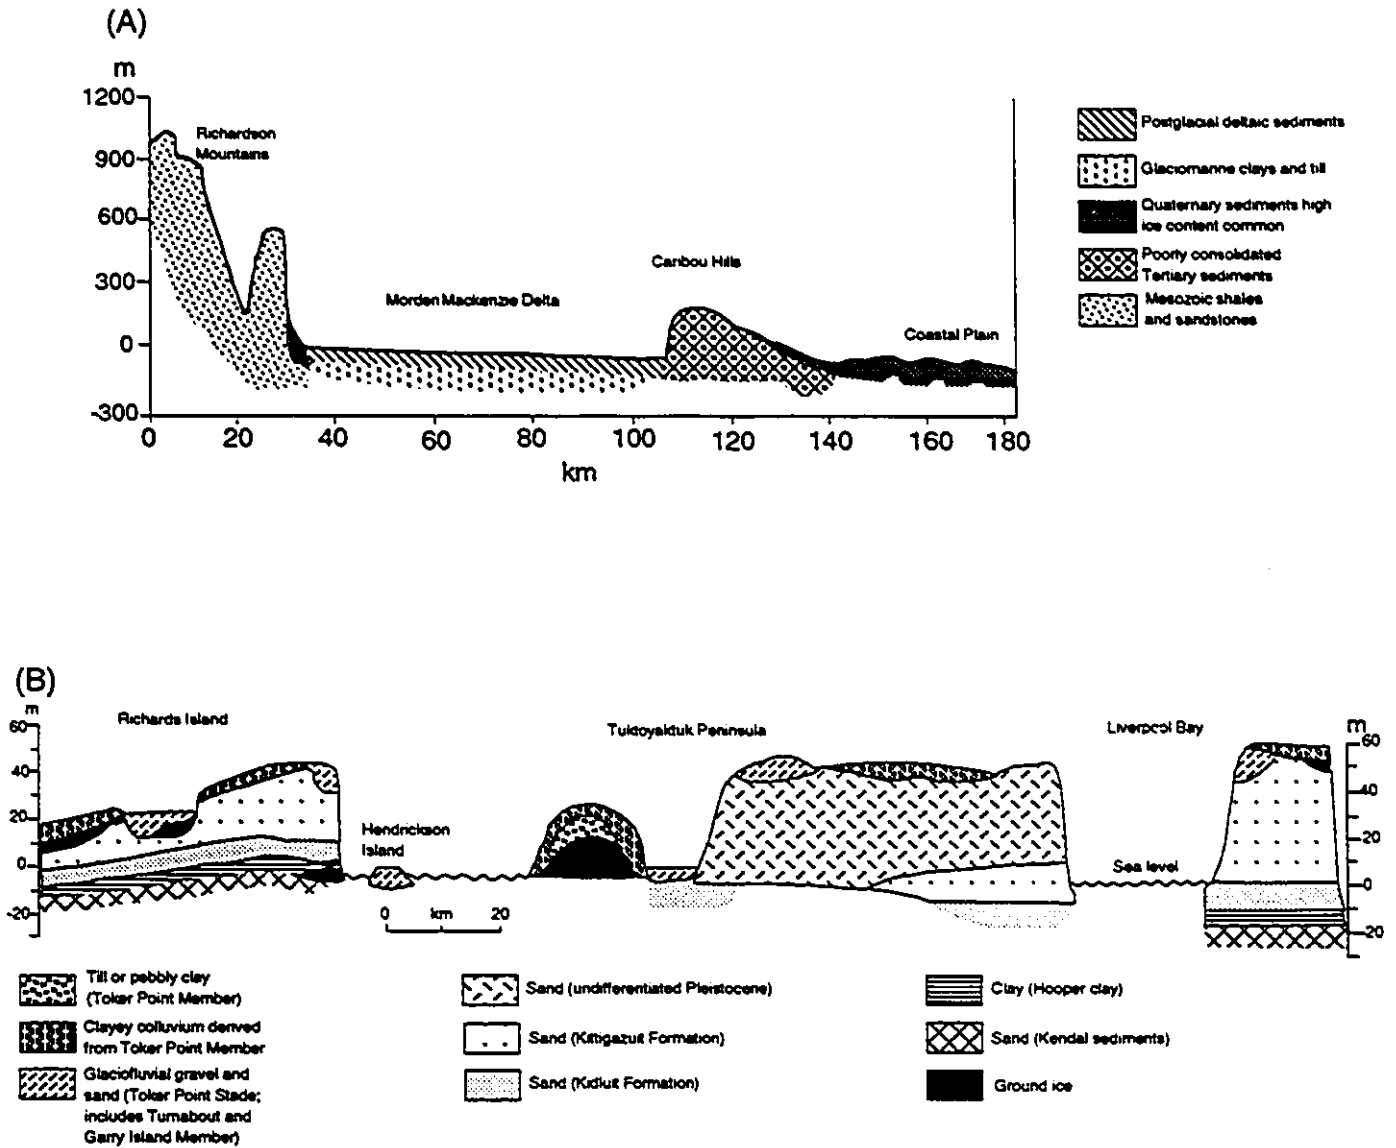 (A)
m
1200
900
600
300
0
-300
Richardson
Mountains
Morden Mackenzie Delta
Caribou Hills
Coastal Plain
0 20 40 60 80 100 120 140 160 180
km
Postglacial deltaic sediments
Glaciomarine clays and till
Quaternary sediments high
ice content common
Poorly consolidated
Tertiary sediments
Mesozoic shales
and sandstones
(B)
m
60
40
20
0
-20
Richards Island
Hendrickson
Island
0 km 20
Tuktoyaktuk Peninsula
Liverpool Bay
Sea level
m
60
40
20
0
-20
Till or pebbly clay
(Toker Point Member)
Clayey colluvium derived
from Toker Point Member
Glaciofluvial gravel and
sand (Toker Point Stade;
includes Turnabout and
Garry Island Member)
Sand (undifferentiated Pleistocene)
Sand (Kittigazuit Formation)
Sand (Kidluit Formation)
Clay (Hooper clay)
Sand (Kendal sediments)
Ground ice